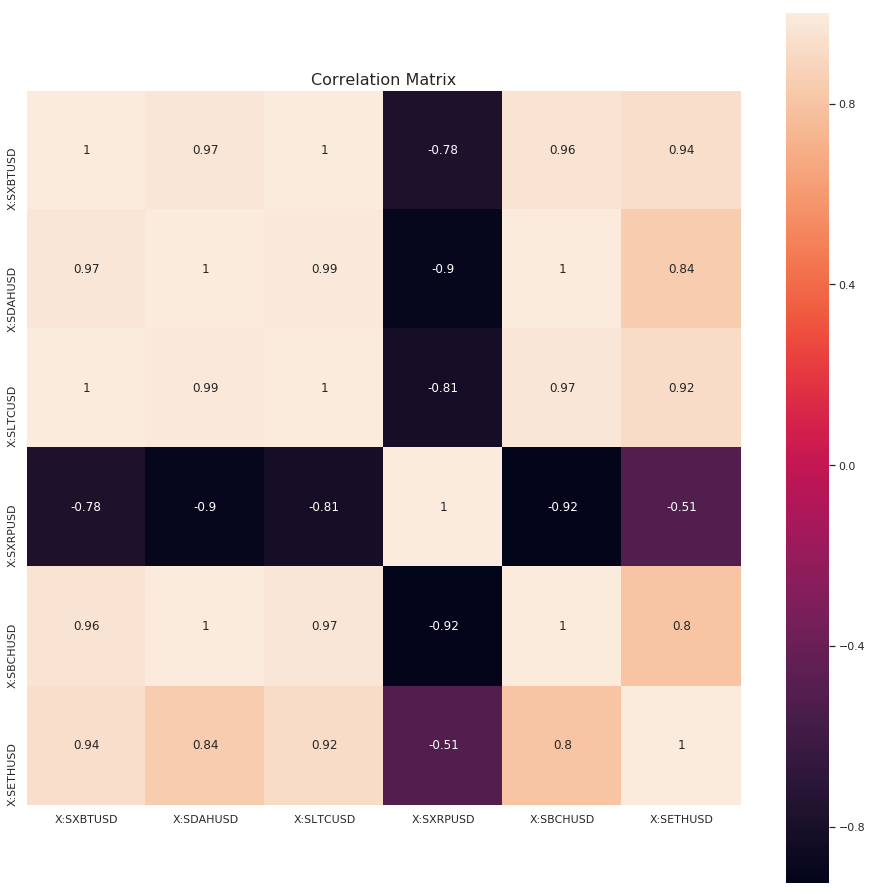 Correlation Matrix
X:SXBTUSD 1 0.97 1 -0.78 0.96 0.94
X:SDAHUSD 0.97 1 0.99 -0.9 1 0.84
X:SLTCUSD 1 0.99 1 -0.81 0.97 0.92
X:SXRPUSD -0.78 -0.9 -0.81 1 -0.92 -0.51
X:SBCHUSD 0.96 1 0.97 -0.92 1 0.8
X:SETHUSD 0.94 0.84 0.92 -0.51 0.8 1
X:SXBTUSD X:SDAHUSD X:SLTCUSD X:SXRPUSD X:SBCHUSD X:SETHUSD
0.8
0.4
0.0
−0.4
−0.8